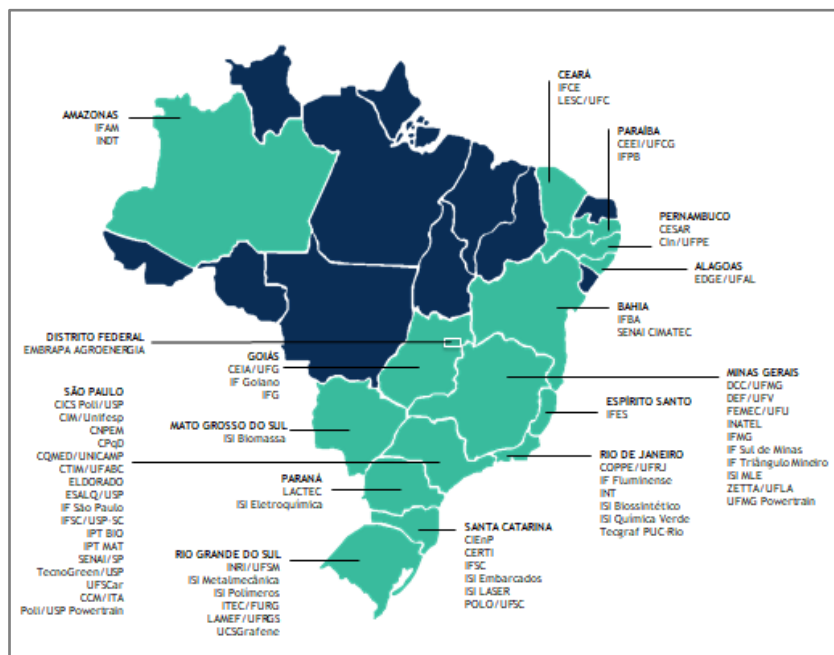 CEARÁ
IFCE
LESC/UFC
AMAZONAS
IFAM
INDT
PARAÍBA
CEEI/UFCG
IFPB
PERNAMBUCO
CESAR
CIn/UFPE
ALAGOAS
EDGE/UFAL
BAHIA
IFBA
SENAI CIMATEC
DISTRITO FEDERAL
EMBRAPA AGROENERGIA
GOIÁS
CEIA/UFG
IF Goiano
IFG
MINAS GERAIS
DCC/UFMG
DEF/UFV
FEMEC/UFU
INATEL
IFMG
IF Sul de Minas
IF Triângulo Mineiro
ISI MLE
ZETTA/UFLA
UFMG Powertrain
ESPÍRITO SANTO
IFES
SÃO PAULO
CICS Poli/USP
CIM/Unifesp
CNPEM
CPqD
CQMED/UNICAMP
CTIM/UFABC
ELDORADO
ESALQ/USP
IF São Paulo
IFSC/USP-SC
IPT BIO
IPT MAT
SENAI/SP
TecnoGreen/USP
UFSCar
CCM/ITA
Poli/USP Powertrain
MATO GROSSO DO SUL
ISI Biomassa
RIO DE JANEIRO
COPPE/UFRJ
IF Fluminense
INT
ISI Biossintético
ISI Química Verde
Tecgraf PUC-Rio
PARANÁ
LACTEC
ISI Eletroquímica
SANTA CATARINA
CIEnP
CERTI
IFSC
ISI Embarcados
ISI LASER
POLO/UFSC
RIO GRANDE DO SUL
INRI/UFSM
ISI Metalmecânica
ISI Polímeros
ITEC/FURG
LAMEF/UFRGS
UCSGrafene